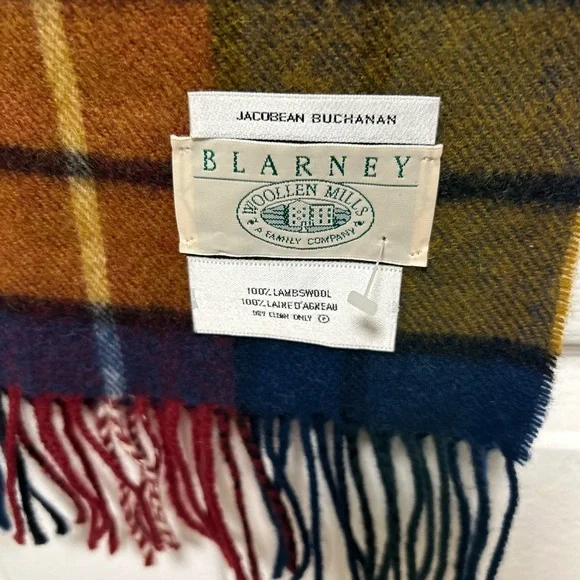 JACOBEAN BUCHANAN
BLARNEY
WOOLLEN MILLS
A FAMILY COMPANY
100% LAMBSWOOL
100% LAINE D'AGNEAU
DRY CLEAN ONLY Ⓟ